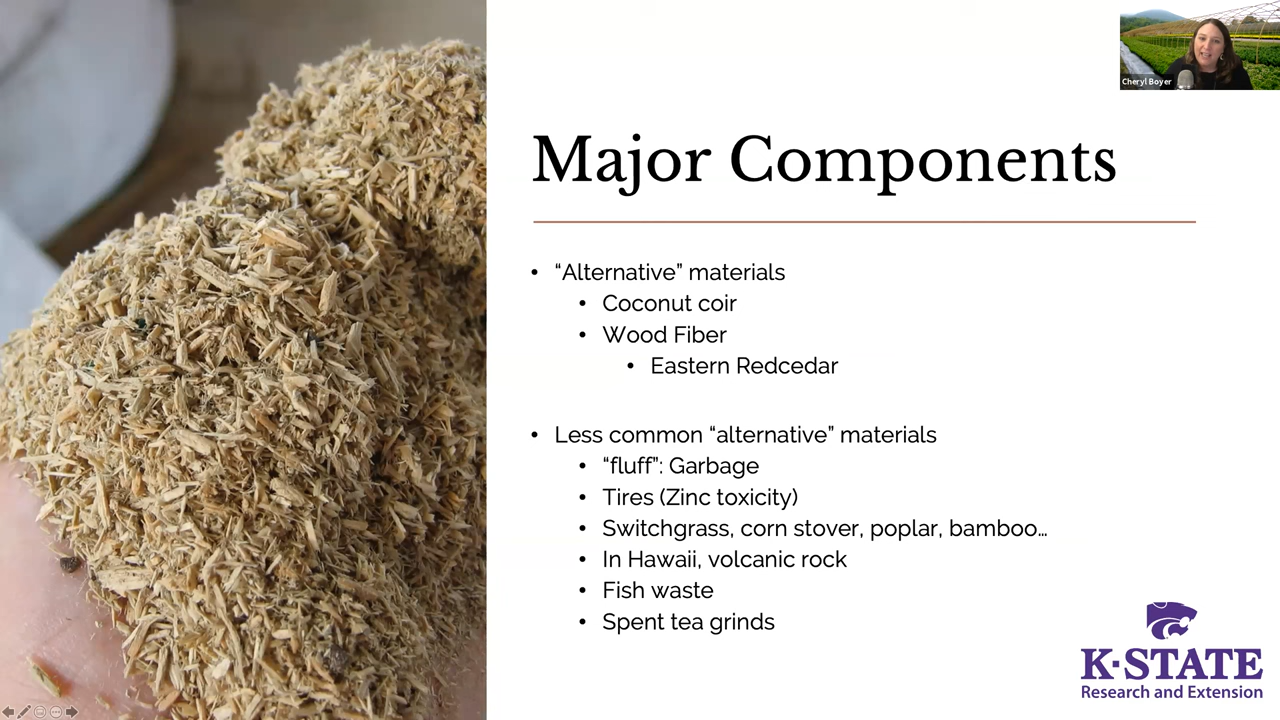 Cheryl Boyer
Major Components
• “Alternative” materials
• Coconut coir
• Wood Fiber
• Eastern Redcedar
• Less common “alternative” materials
• “fluff”: Garbage
• Tires (Zinc toxicity)
• Switchgrass, corn stover, poplar, bamboo…
• In Hawaii, volcanic rock
• Fish waste
• Spent tea grinds
K-STATE
Research and Extension